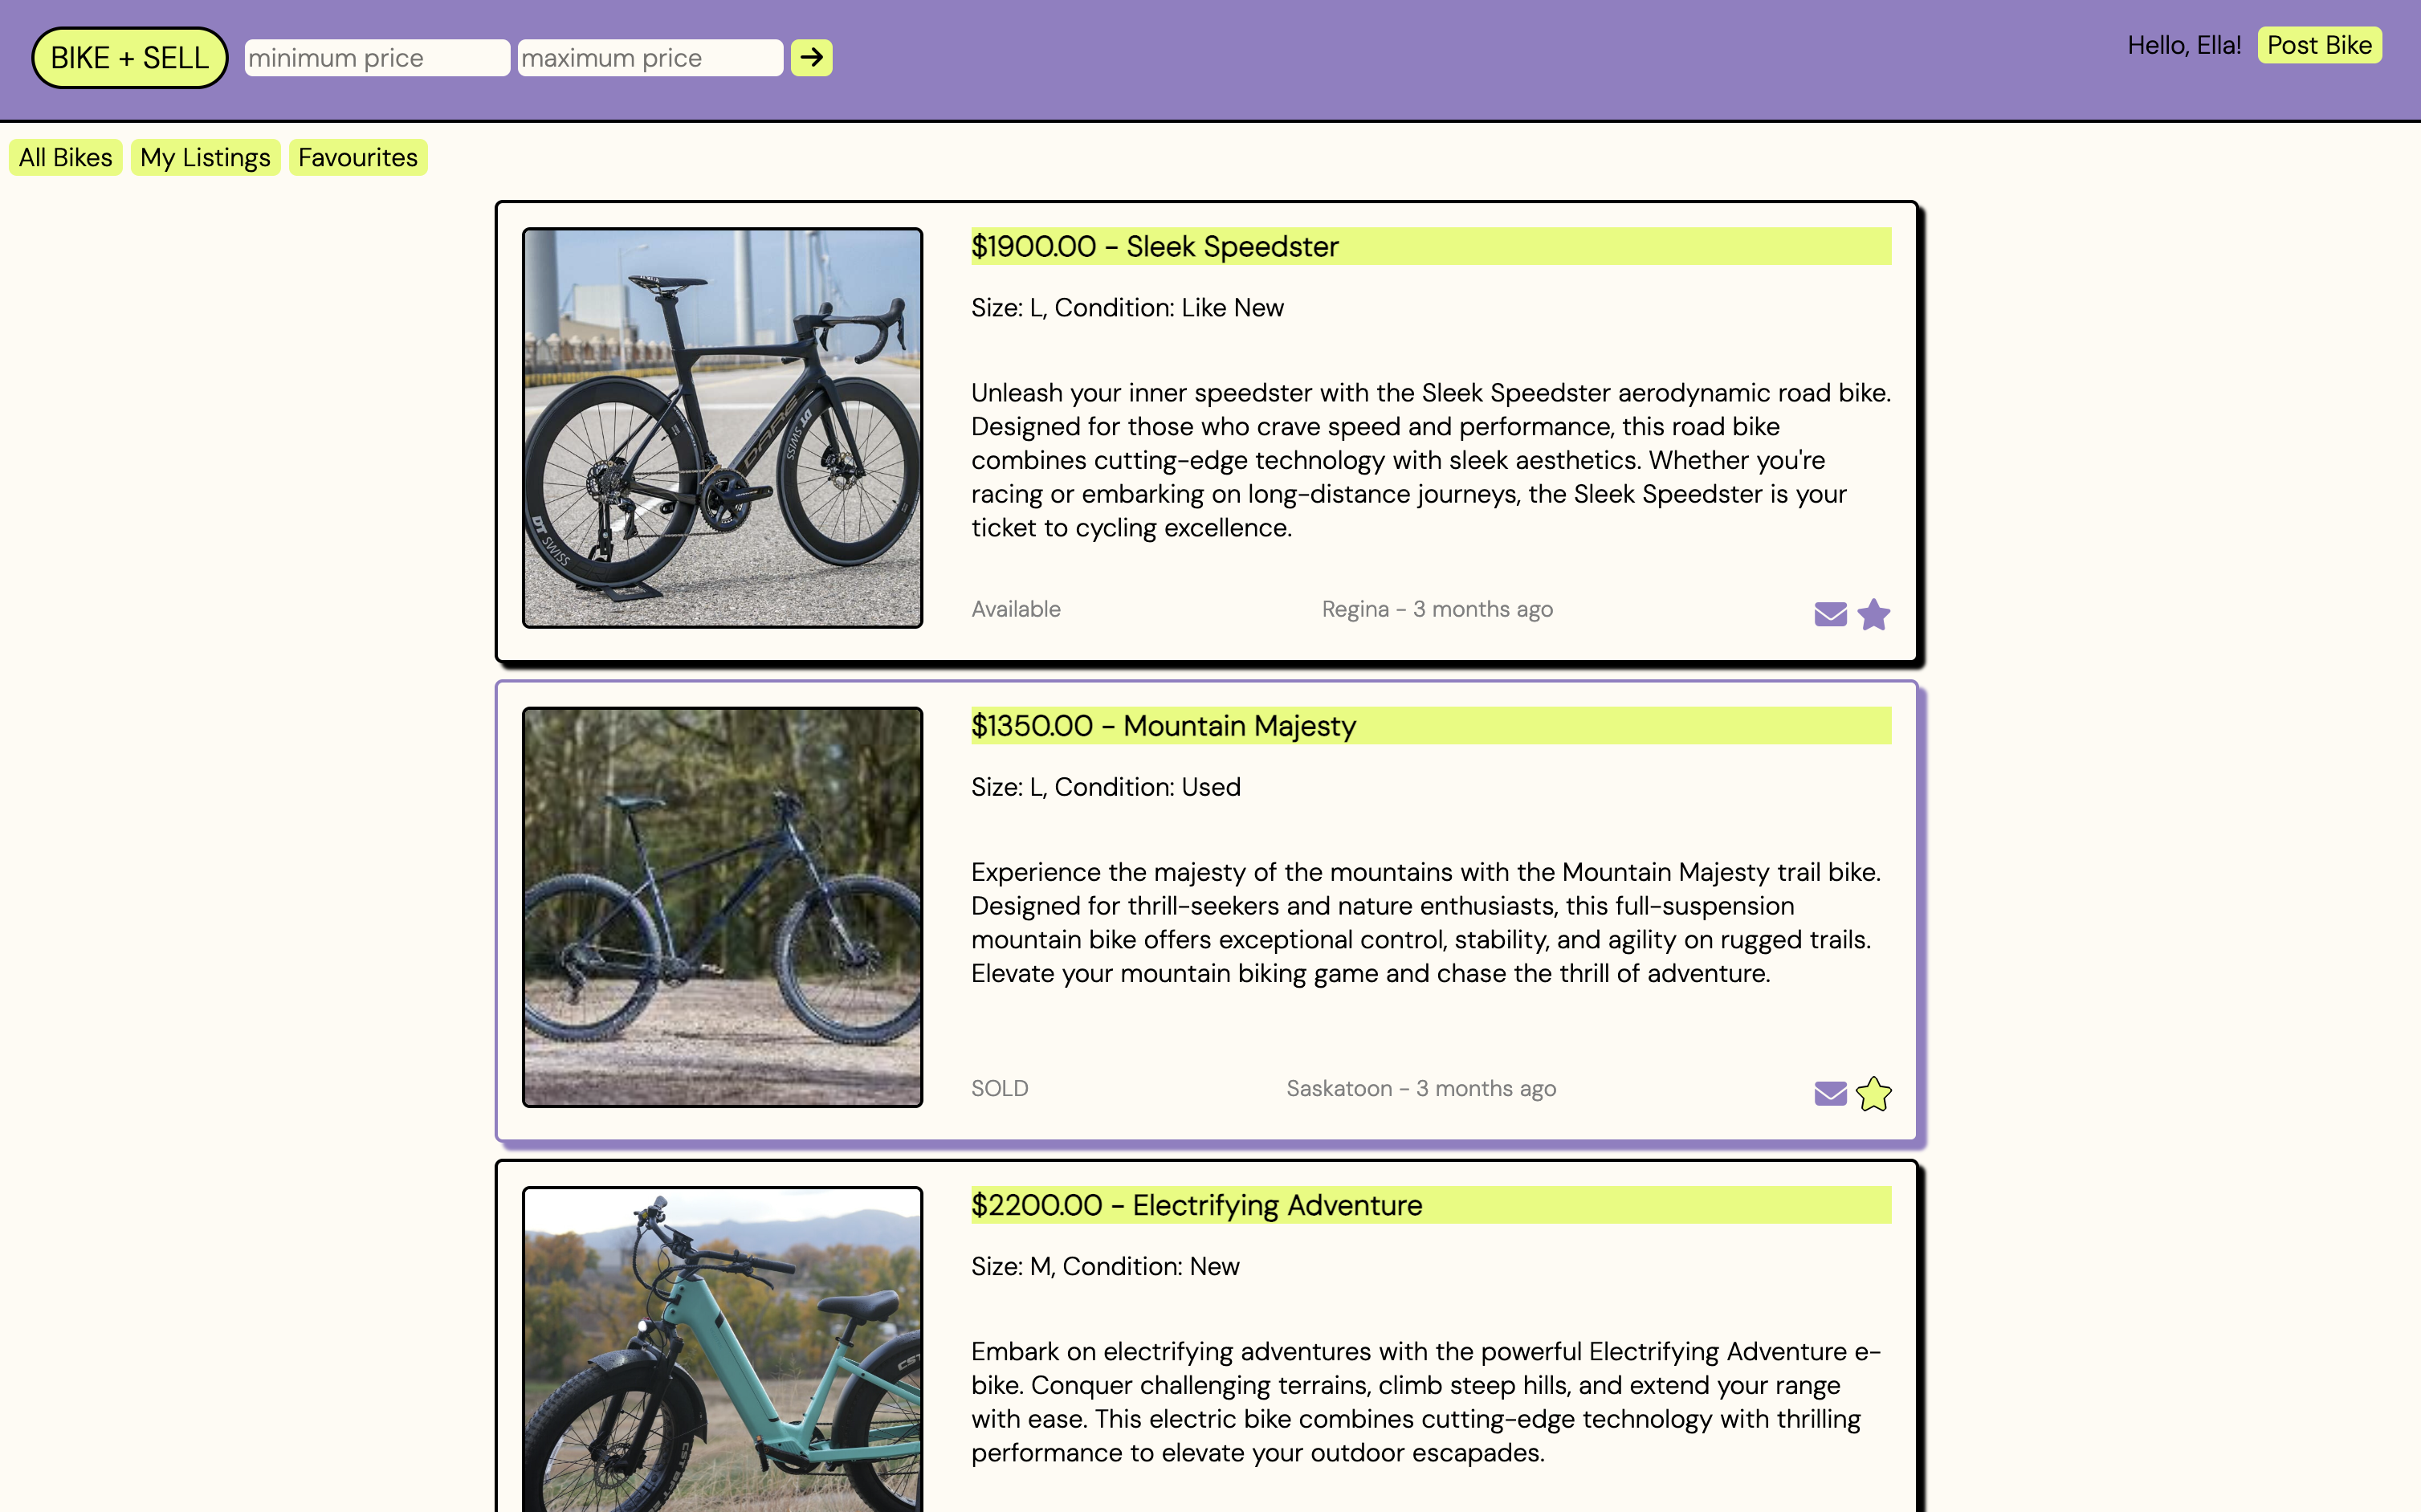 BIKE + SELL
minimum price
maximum price
Hello, Ella!
Post Bike
All Bikes
My Listings
Favourites
$1900.00 - Sleek Speedster
Size: L, Condition: Like New
Unleash your inner speedster with the Sleek Speedster aerodynamic road bike.
Designed for those who crave speed and performance, this road bike
combines cutting-edge technology with sleek aesthetics. Whether you're
racing or embarking on long-distance journeys, the Sleek Speedster is your
ticket to cycling excellence.
DARE
DT SWISS
DT SWISS
Available
Regina - 3 months ago
$1350.00 - Mountain Majesty
Size: L, Condition: Used
Experience the majesty of the mountains with the Mountain Majesty trail bike.
Designed for thrill-seekers and nature enthusiasts, this full-suspension
mountain bike offers exceptional control, stability, and agility on rugged trails.
Elevate your mountain biking game and chase the thrill of adventure.
SOLD
Saskatoon - 3 months ago
$2200.00 - Electrifying Adventure
Size: M, Condition: New
Embark on electrifying adventures with the powerful Electrifying Adventure e-
bike. Conquer challenging terrains, climb steep hills, and extend your range
with ease. This electric bike combines cutting-edge technology with thrilling
performance to elevate your outdoor escapades.
CST